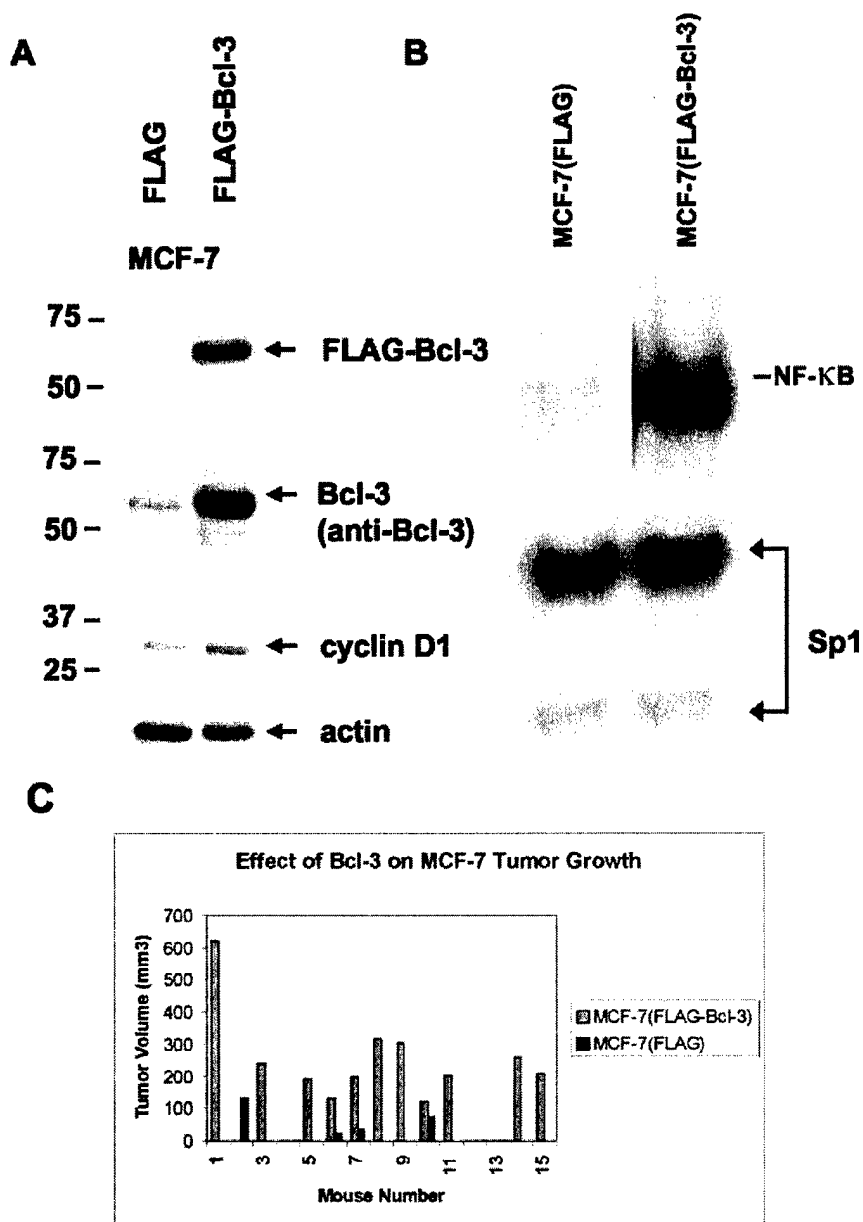 A
FLAG
FLAG-Bcl-3
MCF-7
75 –
50 –
75 –
50 –
37 –
25 –
FLAG-Bcl-3
Bcl-3
(anti-Bcl-3)
cyclin D1
actin
B
MCF-7(FLAG)
MCF-7(FLAG-Bcl-3)
–NF-κB
Sp1
C
Effect of Bcl-3 on MCF-7 Tumor Growth
Tumor Volume (mm3)
700
600
500
400
300
200
100
0
1 3 5 7 9 11 13 15
Mouse Number
MCF-7(FLAG-Bcl-3)
MCF-7(FLAG)